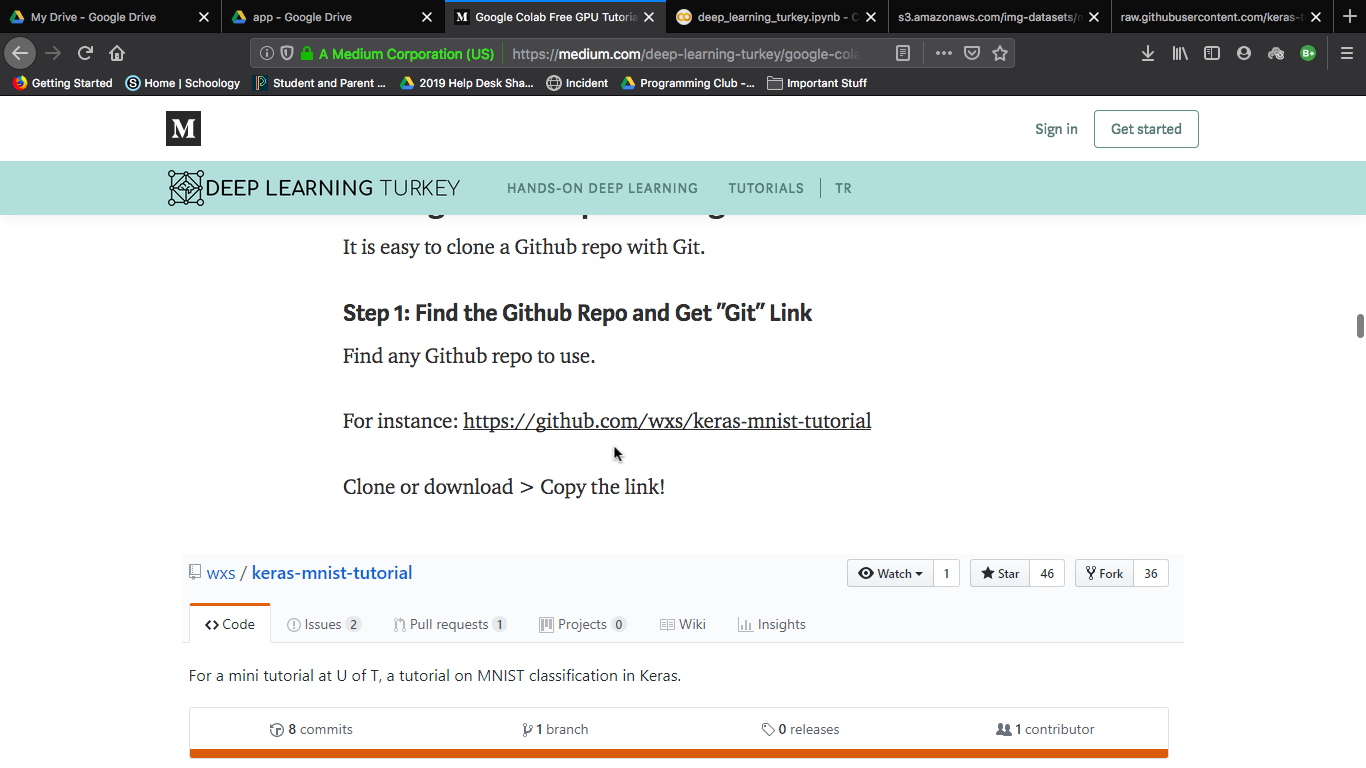 My Drive - Google Drive
app - Google Drive
M Google Colab Free GPU Tutoria
deep_learning_turkey.ipynb - C
s3.amazonaws.com/img-datasets/
raw.githubusercontent.com/keras-
A Medium Corporation (US)
https://medium.com/deep-learning-turkey/google-cola
B+
Getting Started
S Home | Schoology
P Student and Parent ...
2019 Help Desk Sha...
Incident
Programming Club -...
Important Stuff
M
Sign in
Get started
DEEP LEARNING TURKEY
HANDS-ON DEEP LEARNING
TUTORIALS
TR
It is easy to clone a Github repo with Git.
Step 1: Find the Github Repo and Get "Git" Link
Find any Github repo to use.
For instance: https://github.com/wxs/keras-mnist-tutorial
Clone or download > Copy the link!
wxs / keras-mnist-tutorial
Watch 1
Star 46
Fork 36
<> Code
Issues 2
Pull requests 1
Projects 0
Wiki
Insights
For a mini tutorial at U of T, a tutorial on MNIST classification in Keras.
8 commits
1 branch
0 releases
1 contributor